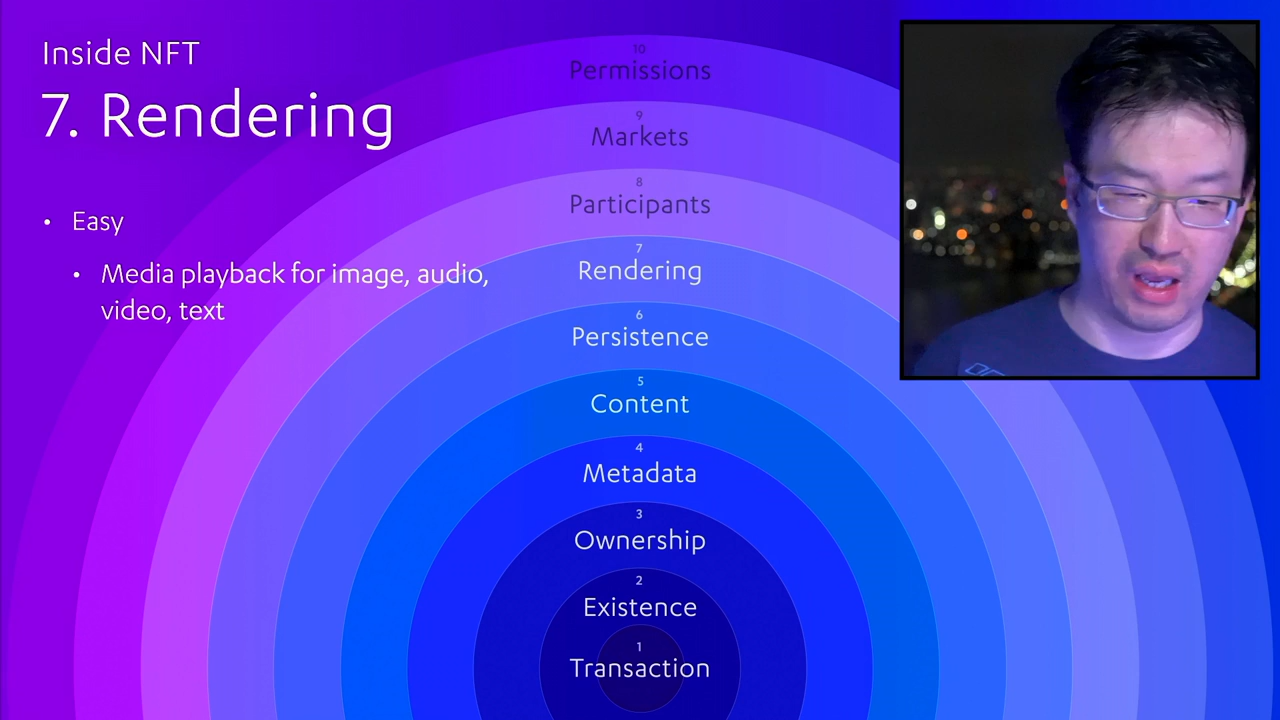 Inside NFT
7. Rendering
• Easy
• Media playback for image, audio,
video, text
10
Permissions
9
Markets
8
Participants
7
Rendering
6
Persistence
5
Content
4
Metadata
3
Ownership
2
Existence
1
Transaction